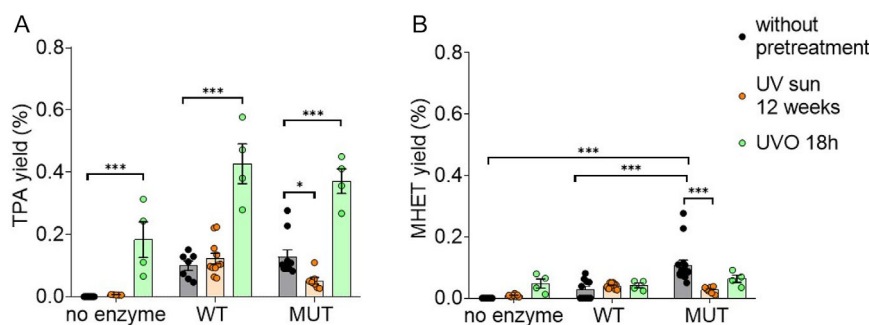 A
TPA yield (%)
0.8
0.6
0.4
0.2
0.0
***
***
***
*
no enzyme
WT
MUT
B
MHET yield (%)
0.8
0.6
0.4
0.2
0.0
***
***
***
no enzyme
WT
MUT
without
pretreatment
UV sun
12 weeks
UVO 18h